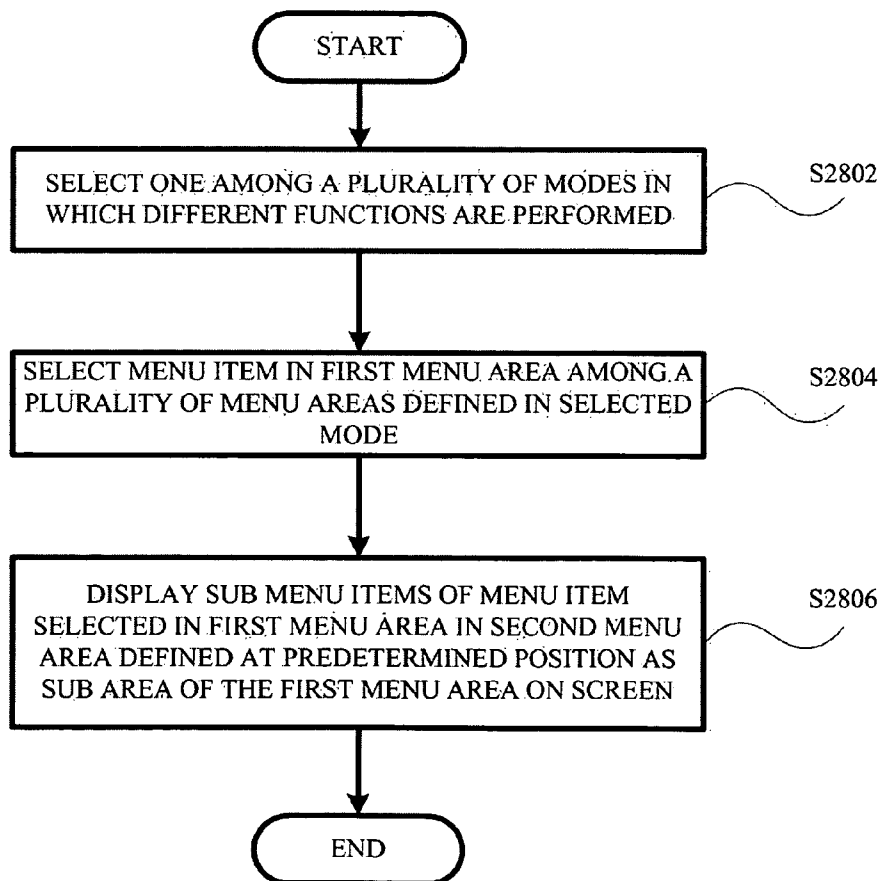 START
SELECT ONE AMONG A PLURALITY OF MODES IN
WHICH DIFFERENT FUNCTIONS ARE PERFORMED
S2802
SELECT MENU ITEM IN FIRST MENU AREA AMONG A
PLURALITY OF MENU AREAS DEFINED IN SELECTED
MODE
S2804
DISPLAY SUB MENU ITEMS OF MENU ITEM
SELECTED IN FIRST MENU AREA IN SECOND MENU
AREA DEFINED AT PREDETERMINED POSITION AS
SUB AREA OF THE FIRST MENU AREA ON SCREEN
S2806
END